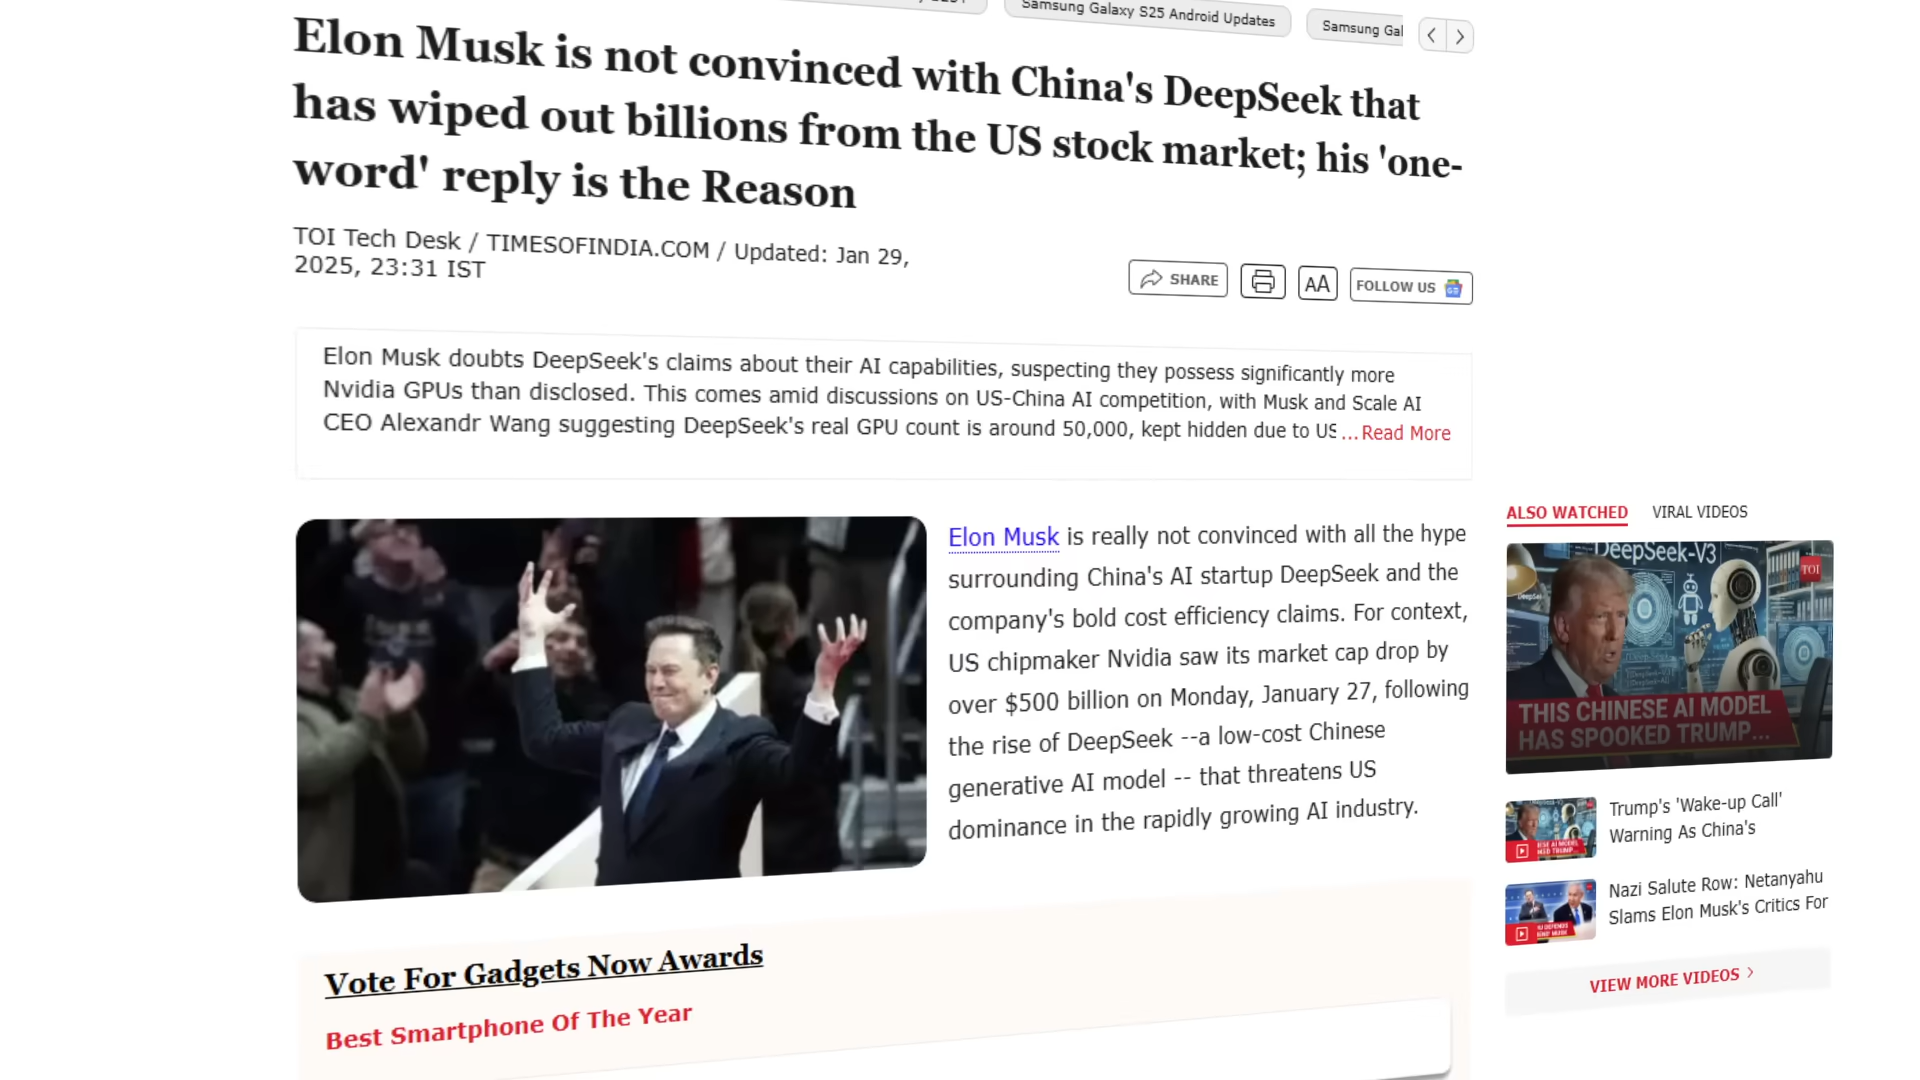 Samsung Galaxy S25 Android Updates
Samsung Gal
Elon Musk is not convinced with China's DeepSeek that
has wiped out billions from the US stock market; his 'one-
word' reply is the Reason
TOI Tech Desk / TIMESOFINDIA.COM / Updated: Jan 29,
2025, 23:31 IST
SHARE
AA
FOLLOW US
Elon Musk doubts DeepSeek's claims about their AI capabilities, suspecting they possess significantly more
Nvidia GPUs than disclosed. This comes amid discussions on US-China AI competition, with Musk and Scale AI
CEO Alexandr Wang suggesting DeepSeek's real GPU count is around 50,000, kept hidden due to US ...Read More
Elon Musk is really not convinced with all the hype
surrounding China's AI startup DeepSeek and the
company's bold cost efficiency claims. For context,
US chipmaker Nvidia saw its market cap drop by
over $500 billion on Monday, January 27, following
the rise of DeepSeek --a low-cost Chinese
generative AI model -- that threatens US
dominance in the rapidly growing AI industry.
ALSO WATCHED
VIRAL VIDEOS
DeepSeek-V3
TOI
THIS CHINESE AI MODEL
HAS SPOOKED TRUMP...
Trump's 'Wake-up Call'
Warning As China's
Nazi Salute Row: Netanyahu
Slams Elon Musk's Critics For
VIEW MORE VIDEOS
Vote For Gadgets Now Awards
Best Smartphone Of The Year